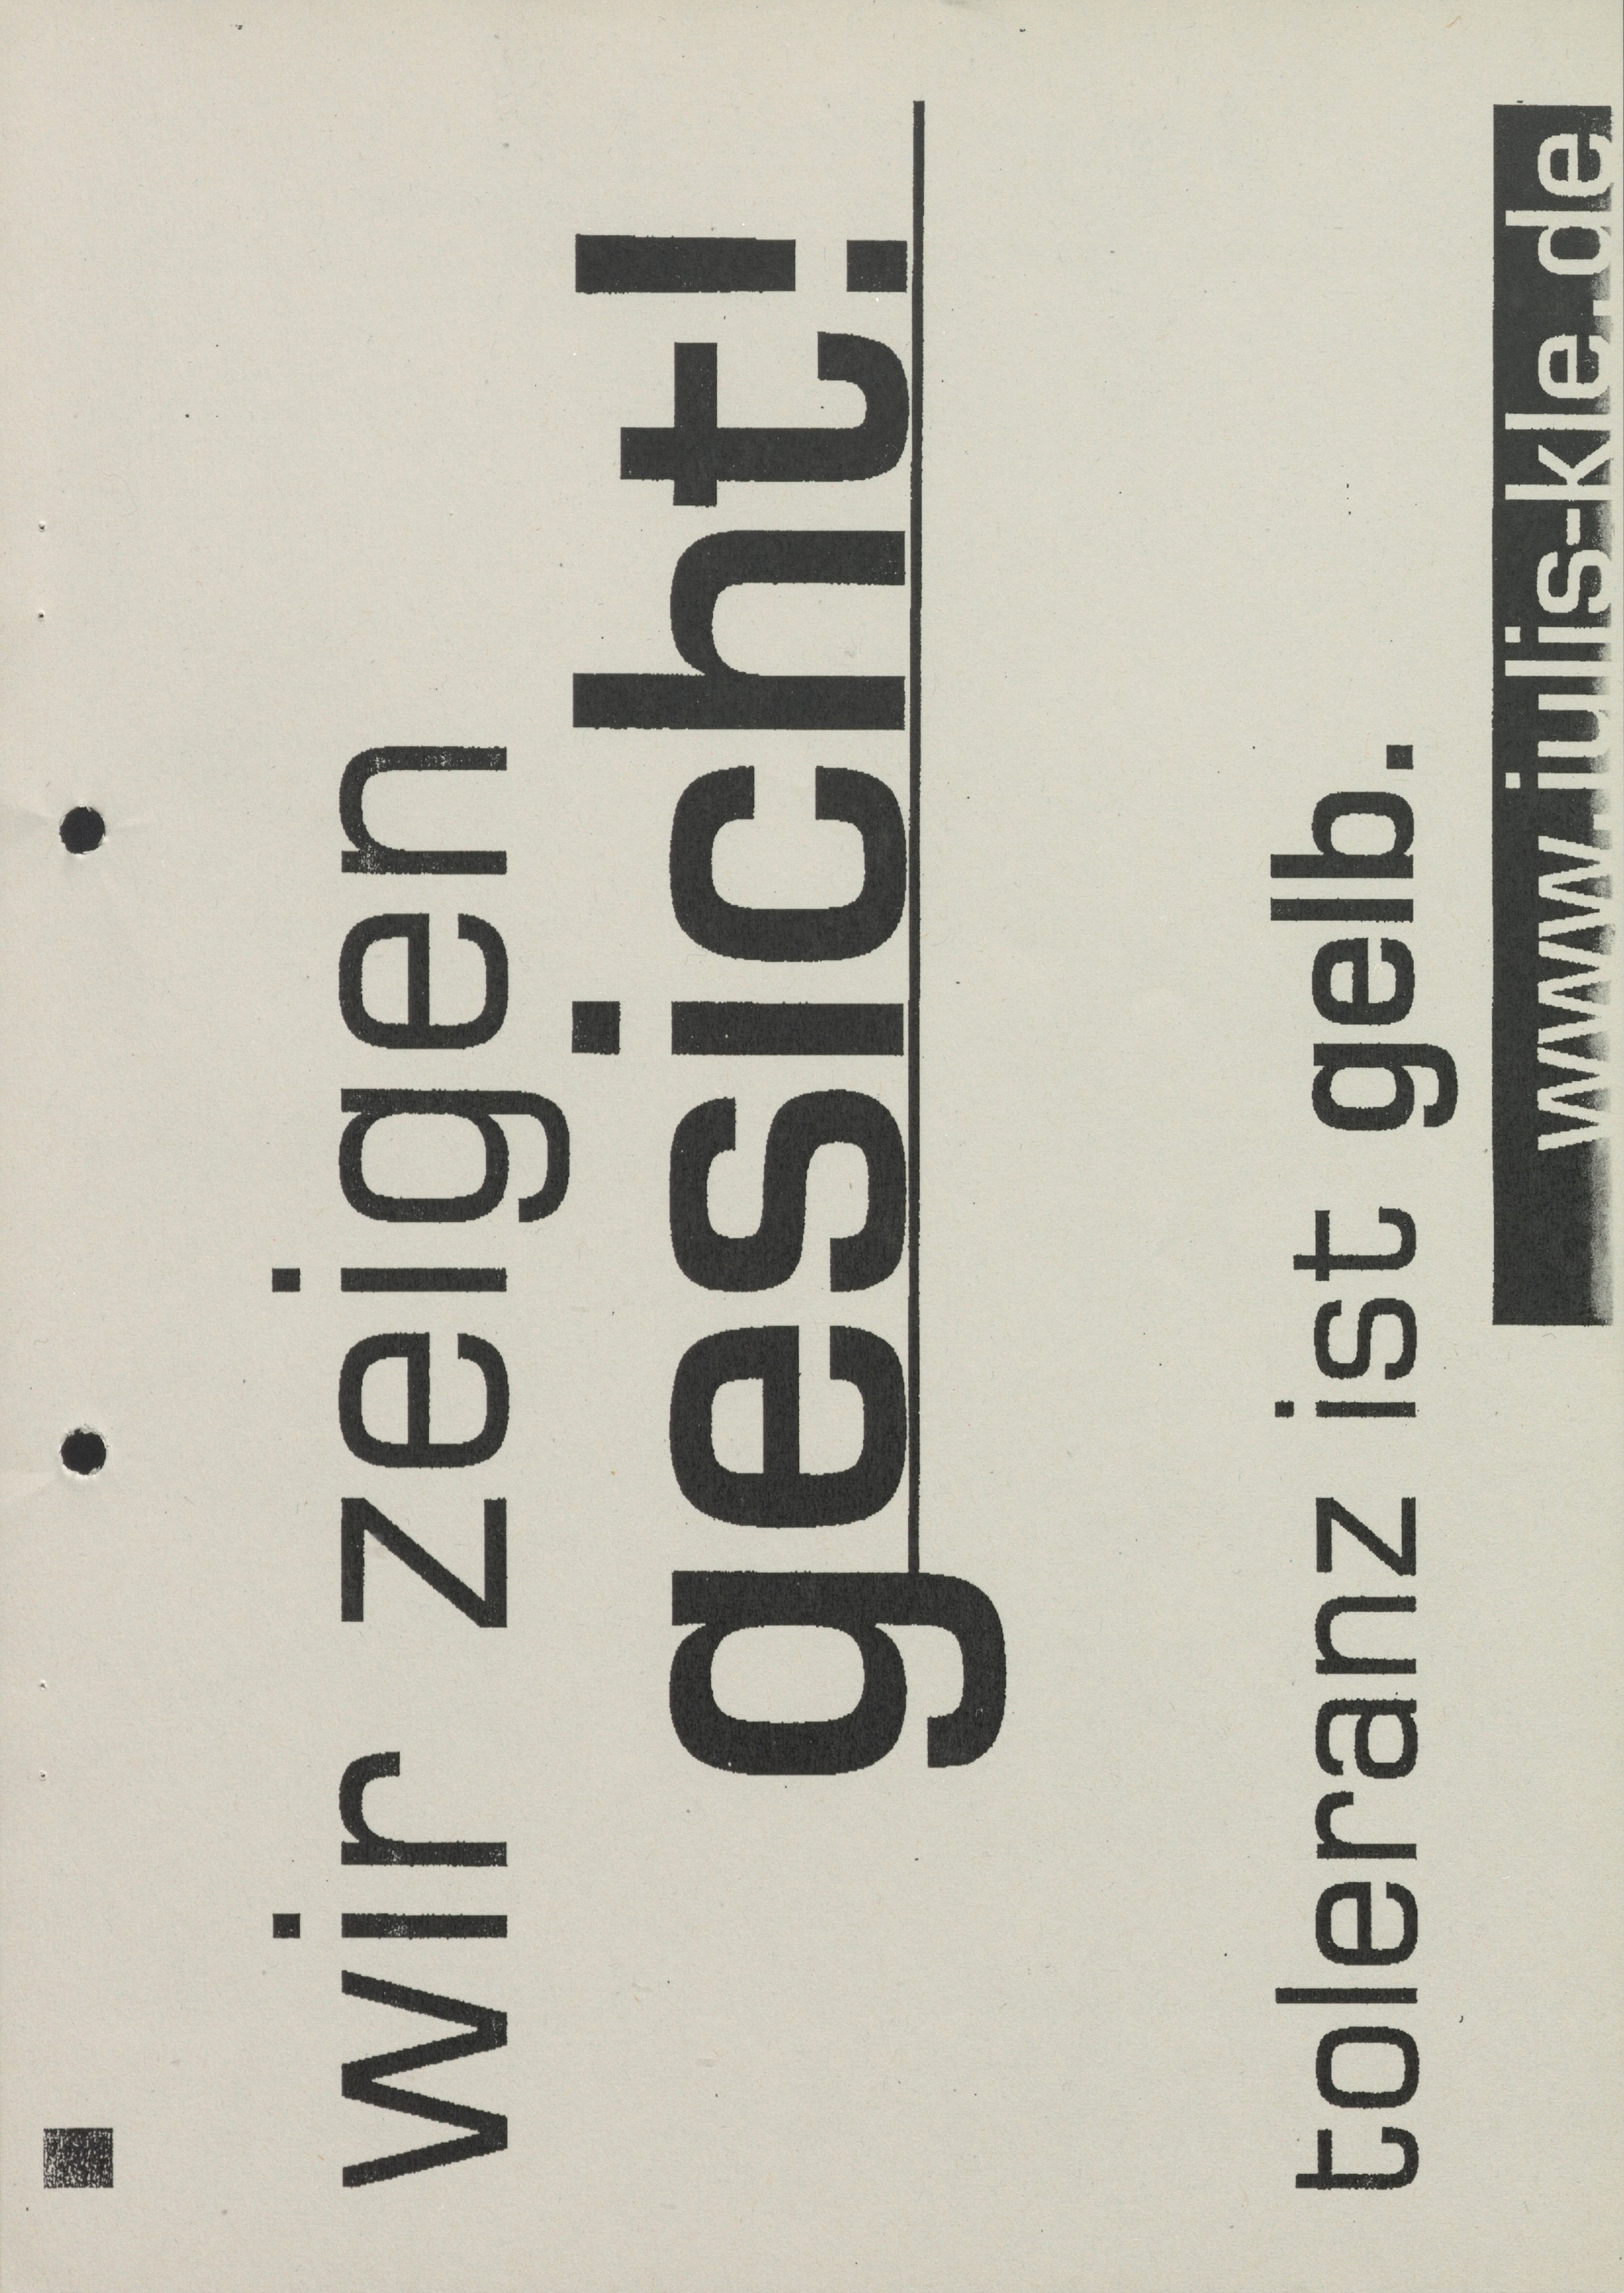 wir zeigen
gesicht!
toleranz ist gelb.
www.julis-kle.de